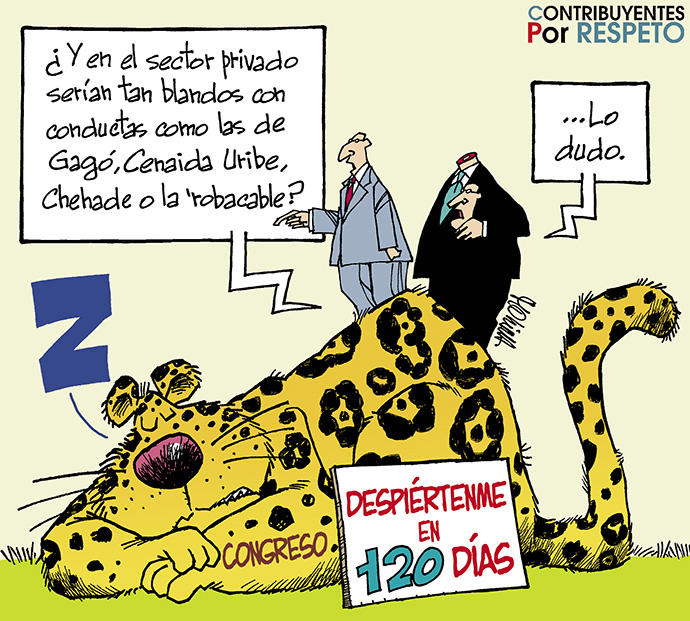 CONTRIBUYENTES
Por RESPETO
¿Y en el sector privado
serían tan blandos con
conductas como las de
Gagó, Cenaida Uribe,
Chehade o la 'robacable?
...Lo
dudo.
Z
CONGRESO
DESPIÉRTENME
EN
120 DÍAS